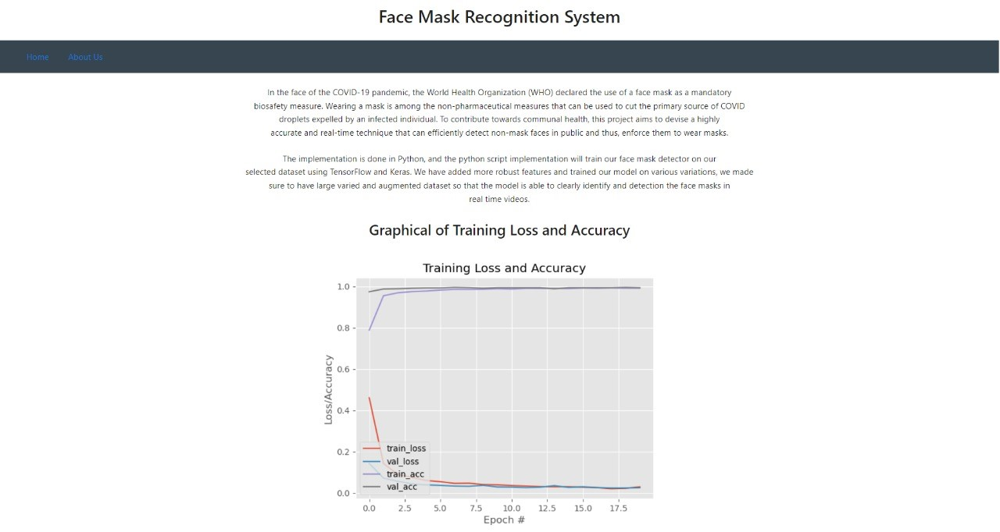 Face Mask Recognition System
Home About Us
In the face of the COVID-19 pandemic, the World Health Organization (WHO) declared the use of a face mask as a mandatory
biosafety measure. Wearing a mask is among the non-pharmaceutical measures that can be used to cut the primary source of COVID
droplets expelled by an infected individual. To contribute towards communal health, this project aims to devise a highly
accurate and real-time technique that can efficiently detect non-mask faces in public and thus, enforce them to wear masks.
The implementation is done in Python, and the python script implementation will train our face mask detector on our
selected dataset using TensorFlow and Keras. We have added more robust features and trained our model on various variations, we made
sure to have large varied and augmented dataset so that the model is able to clearly identify and detection the face masks in
real time videos.
Graphical of Training Loss and Accuracy
Training Loss and Accuracy
1.0
0.8
0.6
0.4
0.2
0.0
Loss/Accuracy
train_loss
val_loss
train_acc
val_acc
0.0 2.5 5.0 7.5 10.0 12.5 15.0 17.5
Epoch #